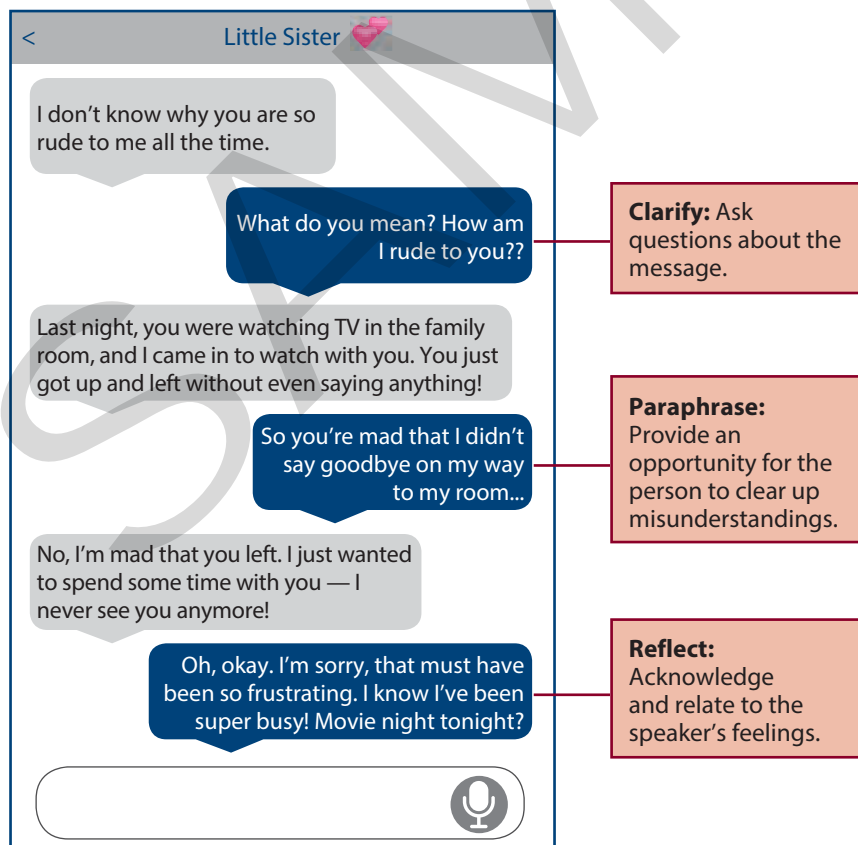 <
Little Sister
I don't know why you are so
rude to me all the time.
What do you mean? How am
I rude to you??
Clarify: Ask
questions about the
message.
Last night, you were watching TV in the family
room, and I came in to watch with you. You just
got up and left without even saying anything!
So you're mad that I didn't
say goodbye on my way
to my room...
Paraphrase:
Provide an
opportunity for the
person to clear up
misunderstandings.
No, I'm mad that you left. I just wanted
to spend some time with you — I
never see you anymore!
Oh, okay. I'm sorry, that must have
been so frustrating. I know I've been
super busy! Movie night tonight?
Reflect:
Acknowledge
and relate to the
speaker's feelings.
SAM